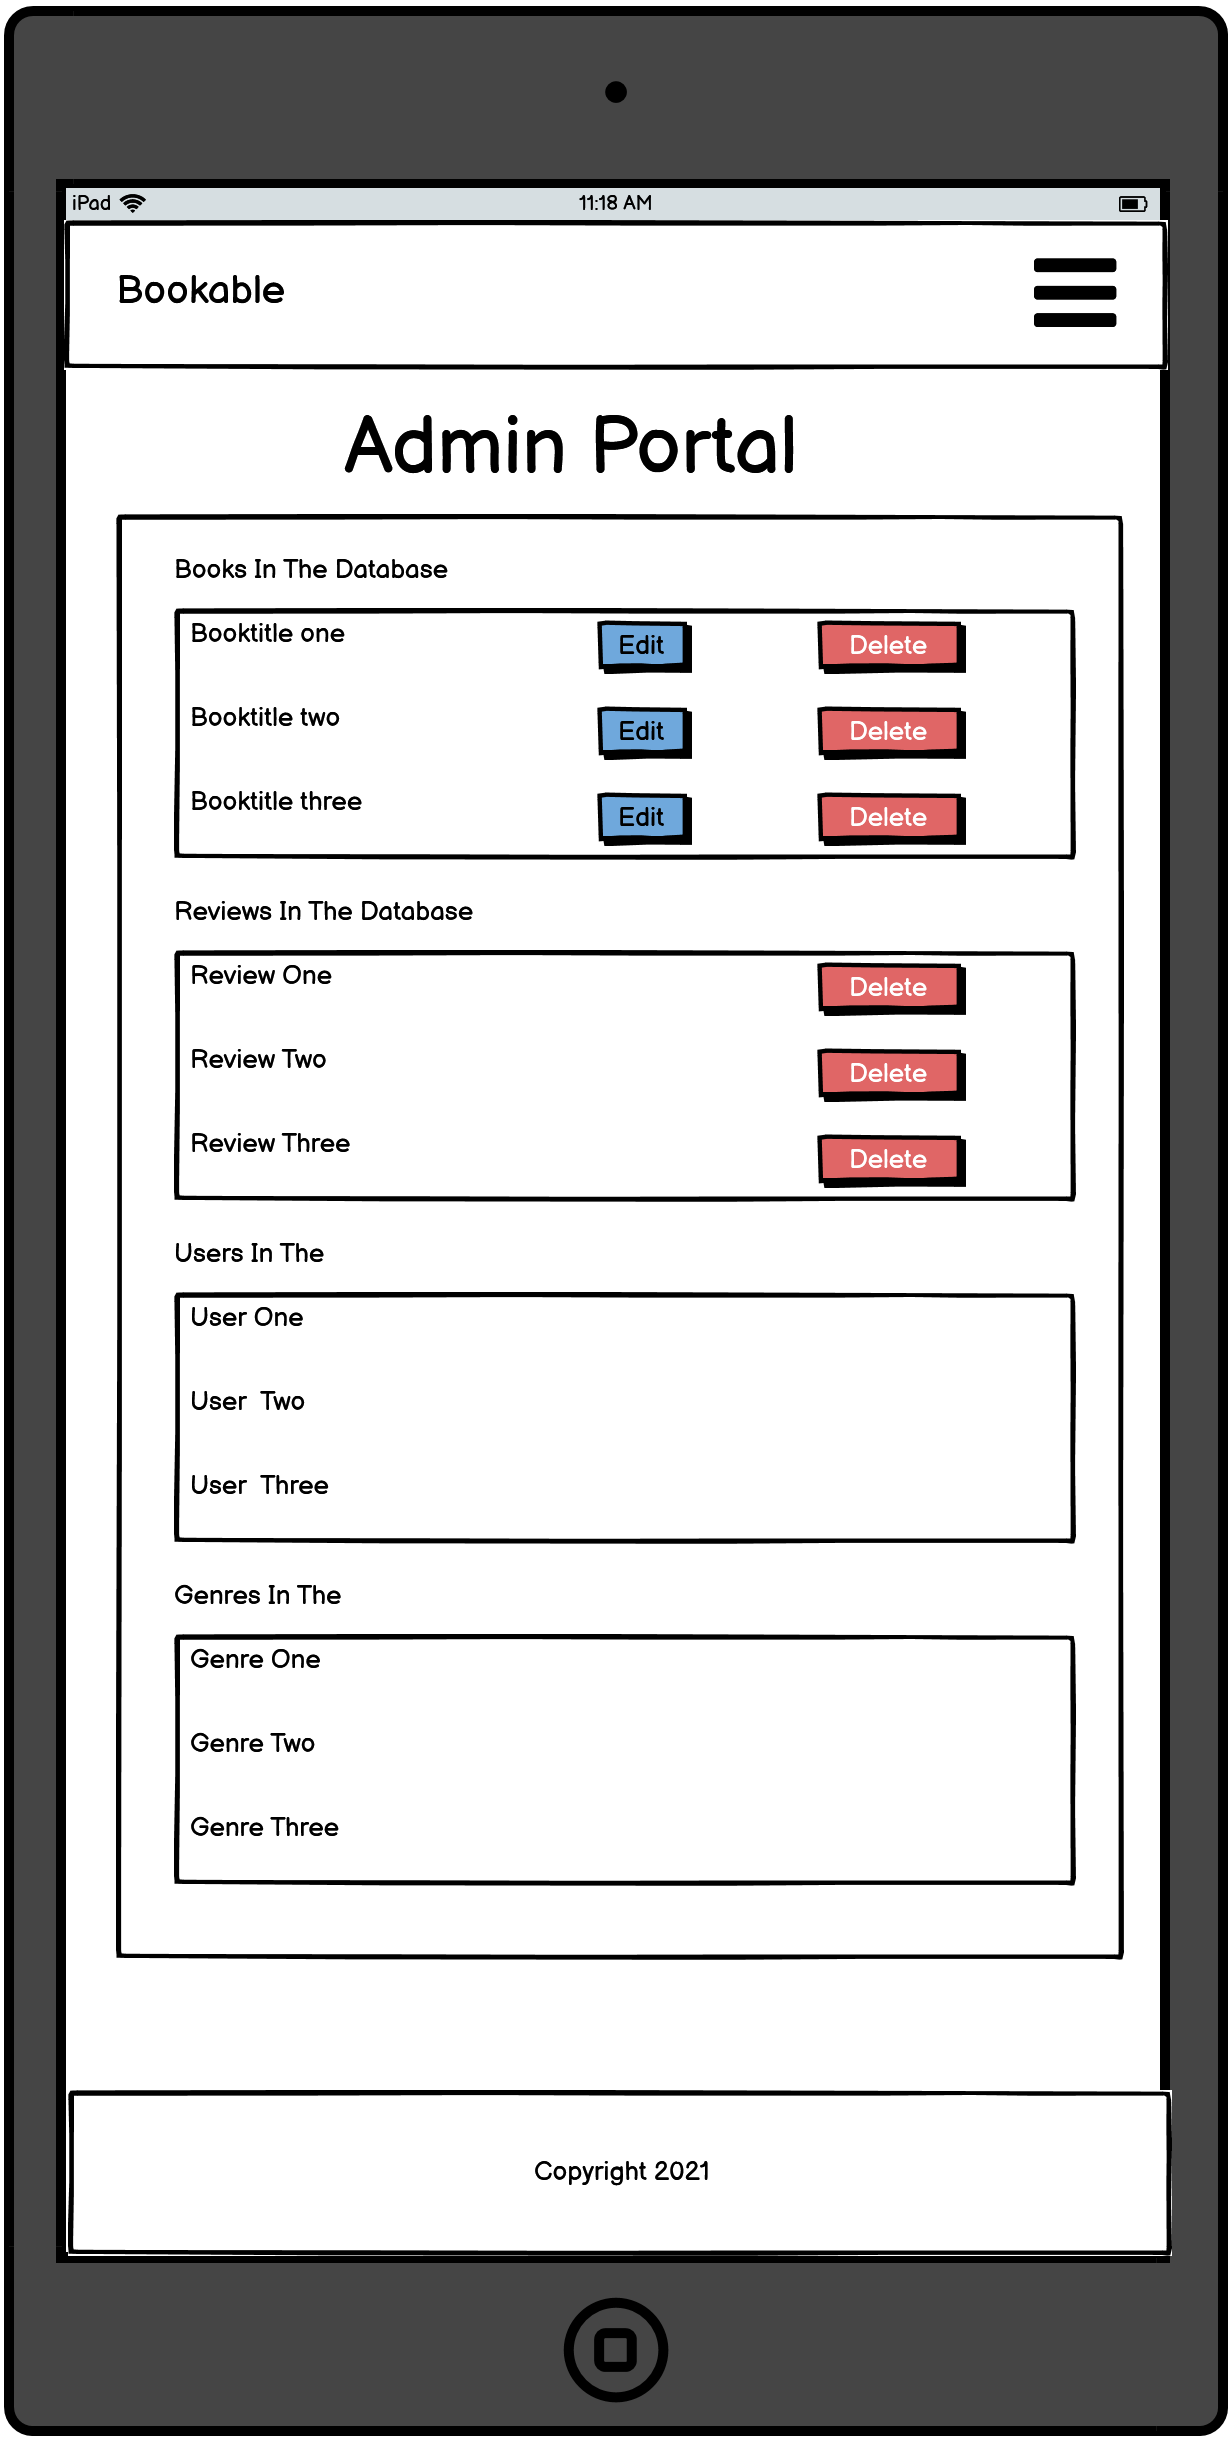 iPad 11:18 AM
Bookable
Admin Portal
Books In The Database
Booktitle one Edit Delete
Booktitle two Edit Delete
Booktitle three Edit Delete
Reviews In The Database
Review One Delete
Review Two Delete
Review Three Delete
Users In The
User One
User  Two
User  Three
Genres In The
Genre One
Genre Two
Genre Three
Copyright 2021